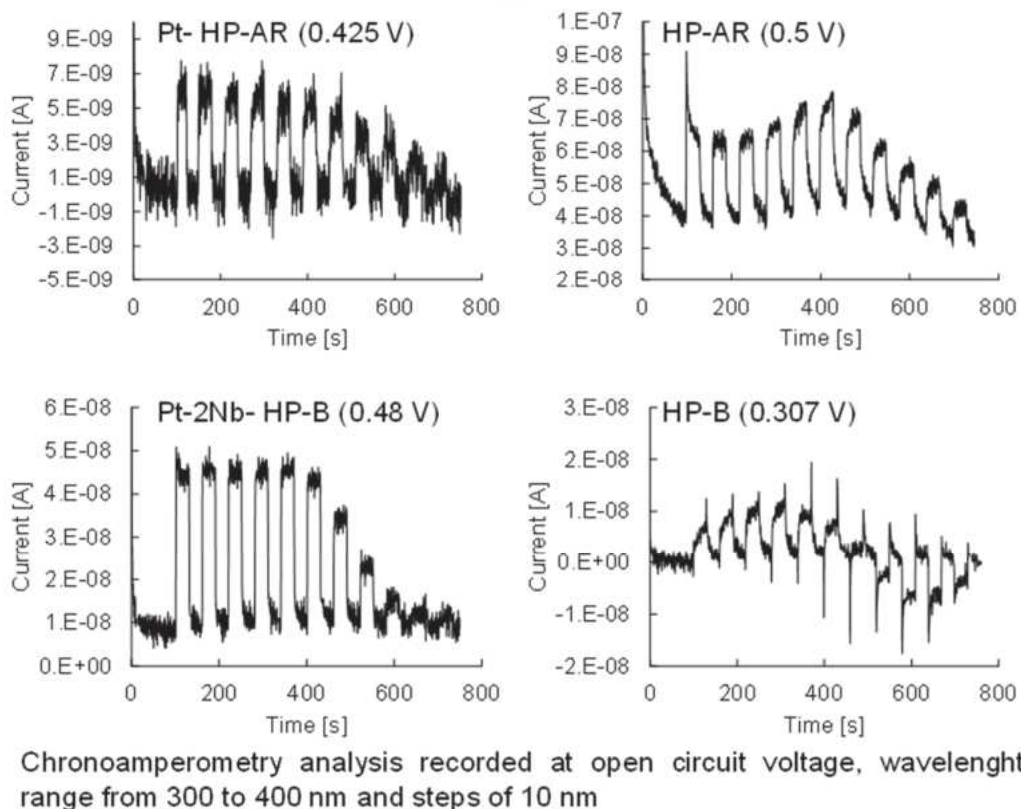 Pt- HP-AR (0.425 V)
9.E-09
7.E-09
5.E-09
3.E-09
1.E-09
-1.E-09
-3.E-09
-5.E-09
Current [A]
0
200
400
600
800
Time [s]
HP-AR (0.5 V)
1.E-07
9.E-08
8.E-08
7.E-08
6.E-08
5.E-08
4.E-08
3.E-08
2.E-08
Current [A]
0
200
400
600
800
Time [s]
Pt-2Nb- HP-B (0.48 V)
6.E-08
5.E-08
4.E-08
3.E-08
2.E-08
1.E-08
0.E+00
Current [A]
0
200
400
600
800
Time [s]
HP-B (0.307 V)
3.E-08
2.E-08
1.E-08
0.E+00
-1.E-08
-2.E-08
Current [A]
0
200
400
600
800
Time [s]
Chronoamperometry analysis recorded at open circuit voltage, wavelenght
range from 300 to 400 nm and steps of 10 nm